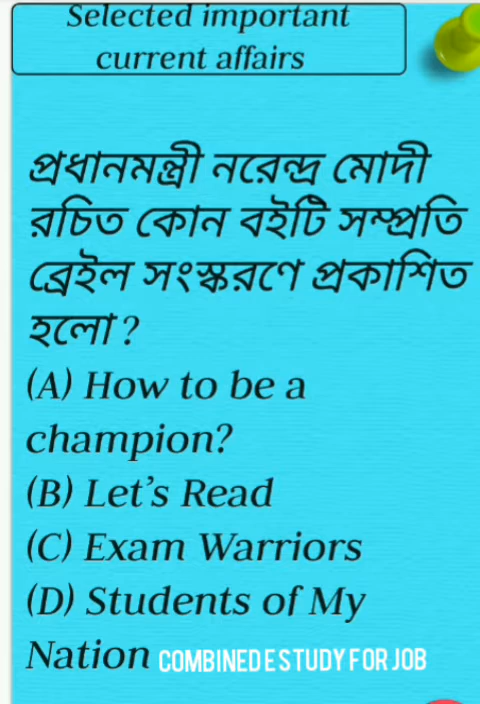 Selected important
current affairs
প্রধানমন্ত্রী নরেন্দ্র মোদী
রচিত কোন বইটি সম্প্রতি
ব্রেইল সংস্করণে প্রকাশিত
হলো ?
(A) How to be a
champion?
(B) Let’s Read
(C) Exam Warriors
(D) Students of My
Nation COMBINED STUDY FOR JOB